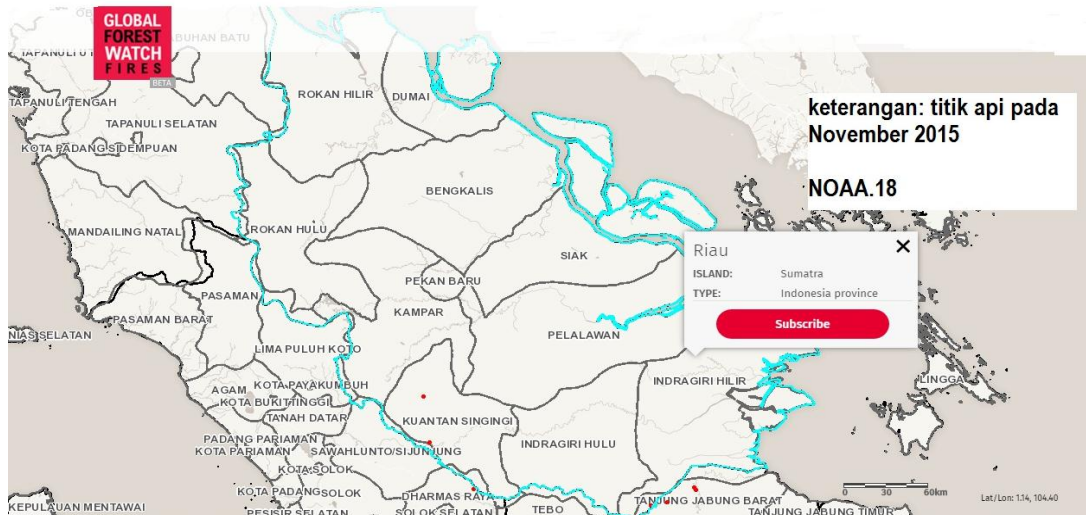 GLOBAL
FOREST
WATCH
FIRES
BETA
BUHAN BATU
ROKAN HILIR
DUMAI
TAPANULI TENGAH
TAPANULI SELATAN
KOTA PADANG SIDEMPUAN
keterangan: titik api pada
November 2015
NOAA.18
BENGKALIS
MANDAILING NATAL
ROKAN HULU
SIAK
Riau
ISLAND: Sumatra
TYPE: Indonesia province
Subscribe
PEKAN BARU
PASAMAN
KAMPAR
PASAMAN BARAT
PELALAWAN
NIAS SELATAN
LIMA PULUH KOTO
INDRAGIRI HILIR
LINGGA
AGAM
KOTA PAYAKUMBUH
KOTA BUKITTINGGI
TANAH DATAR
KUANTAN SINGINGI
PADANG PARIAMAN
KOTA PARIAMAN
SAWAHLUNTO/SIJUNJUNG
INDRAGIRI HULU
KOTA SOLOK
KOTA PADANG
SOLOK
DHARMAS RAYA
TANJUNG JABUNG BARAT
0 30 60km
Lat/Lon: 1.14, 104.40
KEPULAUAN MENTAWAI
PESISIR SELATAN
SOLOK SELATAN
TEBO
TANJUNG JABUNG TIMUR